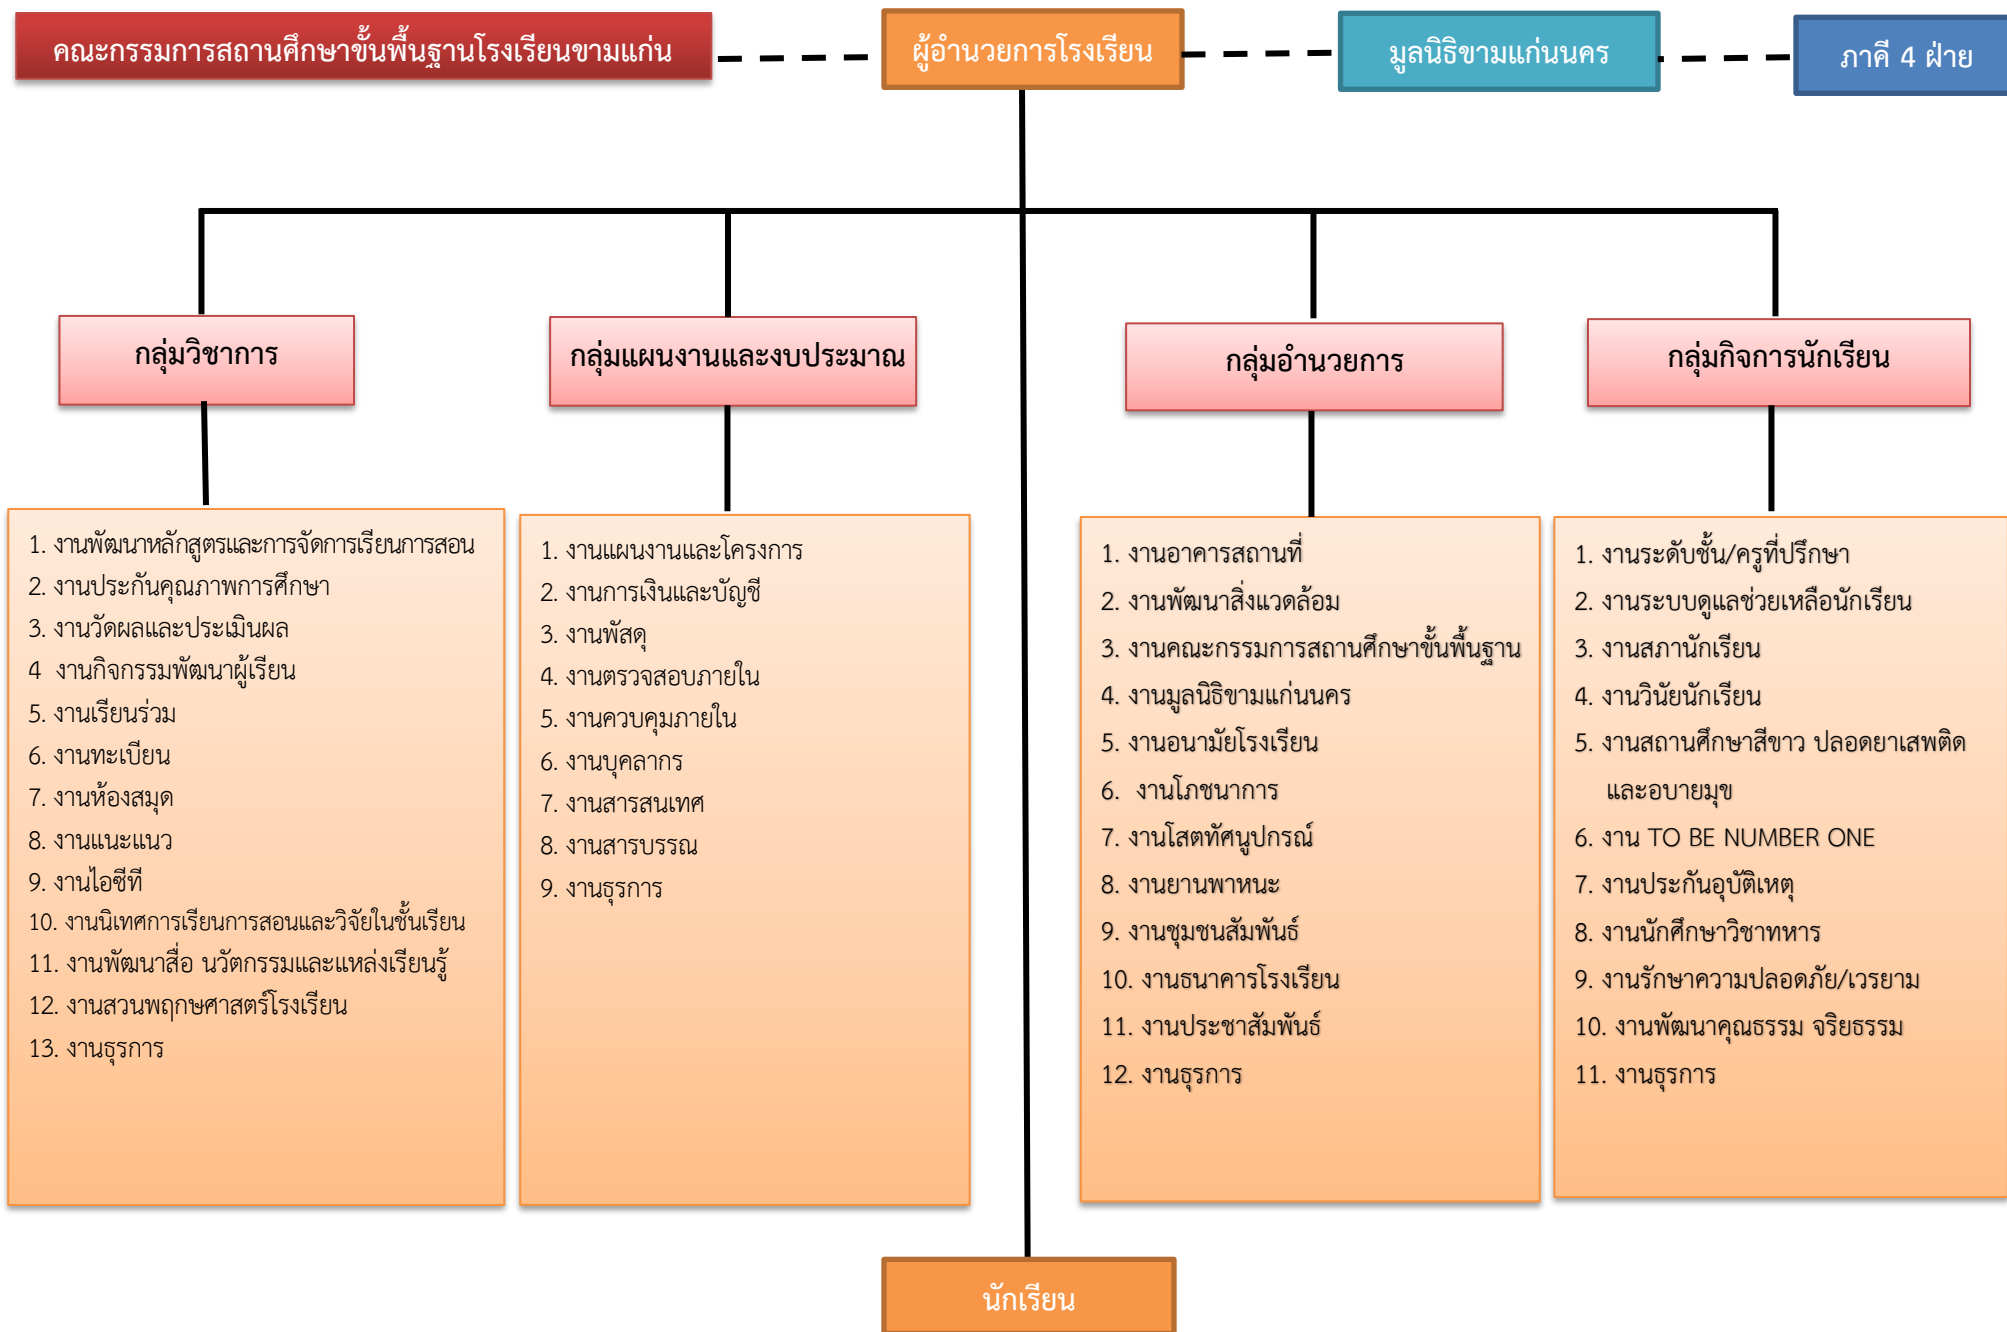 คณะกรรมการสถานศึกษาขั้นพื้นฐานโรงเรียนขามแก่น
ผู้อำนวยการโรงเรียน
มูลนิธิขามแก่นนคร
ภาคี 4 ฝ่าย
กลุ่มวิชาการ
กลุ่มแผนงานและงบประมาณ
กลุ่มอำนวยการ
กลุ่มกิจการนักเรียน
1. งานพัฒนาหลักสูตรและการจัดการเรียนการสอน
2. งานประกันคุณภาพการศึกษา
3. งานวัดผลและประเมินผล
4 งานกิจกรรมพัฒนาผู้เรียน
5. งานเรียนร่วม
6. งานทะเบียน
7. งานห้องสมุด
8. งานแนะแนว
9. งานไอซีที
10. งานนิเทศการเรียนการสอนและวิจัยในชั้นเรียน
11. งานพัฒนาสื่อ นวัตกรรมและแหล่งเรียนรู้
12. งานสวนพฤกษศาสตร์โรงเรียน
13. งานธุรการ
1. งานแผนงานและโครงการ
2. งานการเงินและบัญชี
3. งานพัสดุ
4. งานตรวจสอบภายใน
5. งานควบคุมภายใน
6. งานบุคลากร
7. งานสารสนเทศ
8. งานสารบรรณ
9. งานธุรการ
1. งานอาคารสถานที่
2. งานพัฒนาสิ่งแวดล้อม
3. งานคณะกรรมการสถานศึกษาขั้นพื้นฐาน
4. งานมูลนิธิขามแก่นนคร
5. งานอนามัยโรงเรียน
6. งานโภชนาการ
7. งานโสตทัศนูปกรณ์
8. งานยานพาหนะ
9. งานชุมชนสัมพันธ์
10. งานธนาคารโรงเรียน
11. งานประชาสัมพันธ์
12. งานธุรการ
1. งานระดับชั้น/ครูที่ปรึกษา
2. งานระบบดูแลช่วยเหลือนักเรียน
3. งานสภานักเรียน
4. งานวินัยนักเรียน
5. งานสถานศึกษาสีขาว ปลอดยาเสพติด
และอบายมุข
6. งาน TO BE NUMBER ONE
7. งานประกันอุบัติเหตุ
8. งานนักศึกษาวิชาทหาร
9. งานรักษาความปลอดภัย/เวรยาม
10. งานพัฒนาคุณธรรม จริยธรรม
11. งานธุรการ
นักเรียน